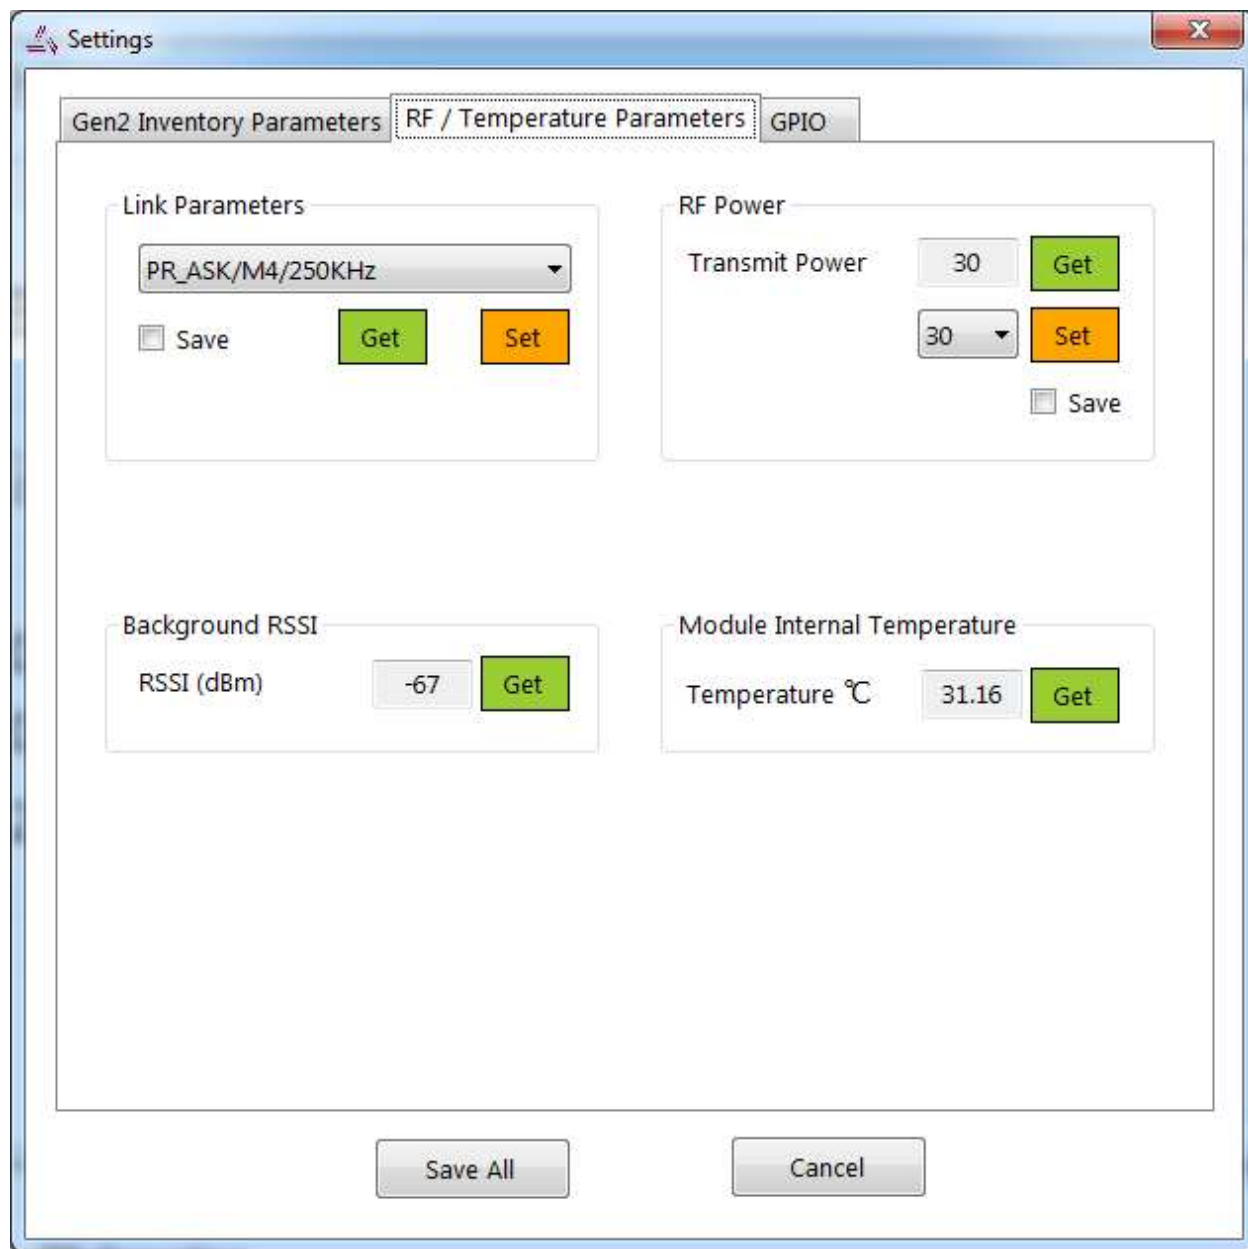 Settings
Gen2 Inventory Parameters RF / Temperature Parameters GPIO
Link Parameters
PR_ASK/M4/250KHz
Save Get Set
RF Power
Transmit Power 30 Get
30 Set
Save
Background RSSI
RSSI (dBm) -67 Get
Module Internal Temperature
Temperature ℃ 31.16 Get
Save All Cancel